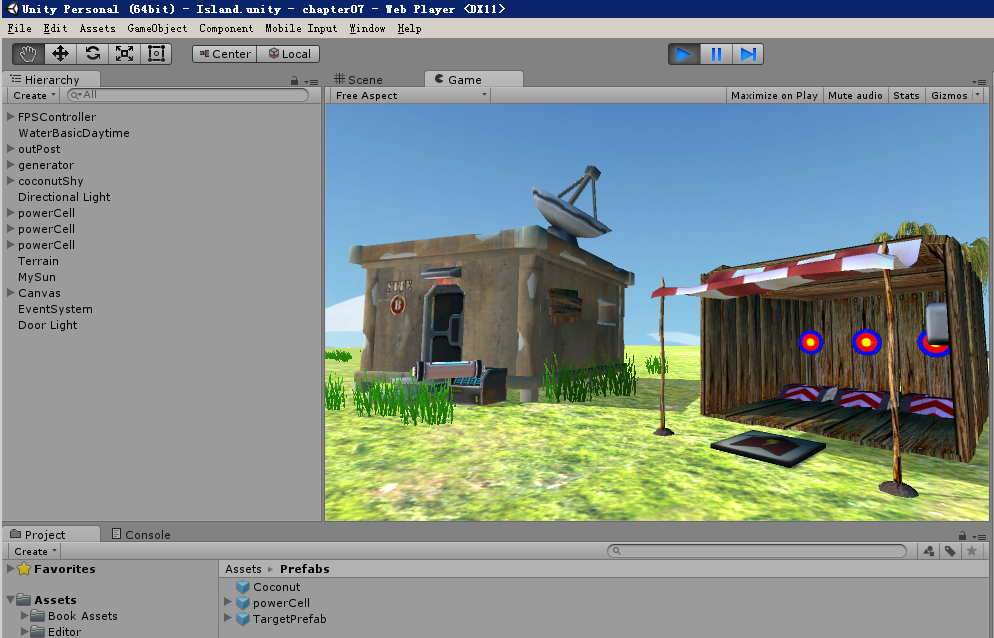 Unity Personal (64bit) - Island.unity - chapter07 - Web Player <DX11>
File Edit Assets GameObject Component Mobile Input Window Help
Center Local
Hierarchy
Create All
FPSController
WaterBasicDaytime
outPost
generator
coconutShy
Directional Light
powerCell
powerCell
powerCell
Terrain
MySun
Canvas
EventSystem
Door Light
Scene Game
Free Aspect Maximize on Play Mute audio Stats Gizmos
B
Project Console
Create
Favorites
Assets
Book Assets
Editor
Assets ▸ Prefabs
Coconut
powerCell
TargetPrefab